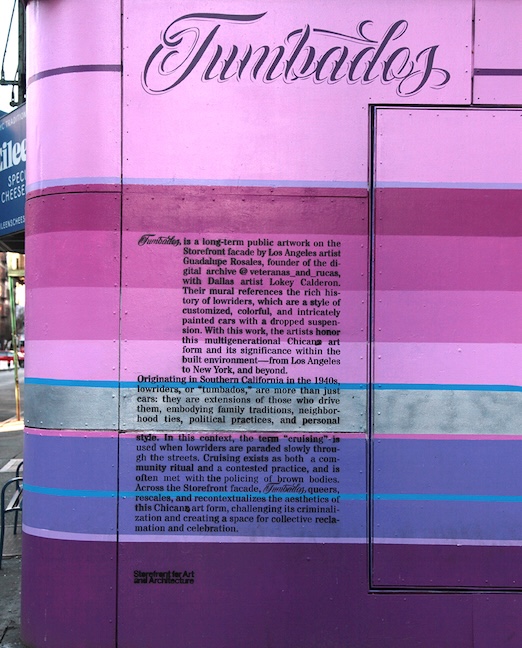 Tumbados
Tumbados, is a long-term public artwork on the
Storefront facade by Los Angeles artist
Guadalupe Rosales, founder of the di-
gital archive @veteranas_and_rucas,
with Dallas artist Lokey Calderon.
Their mural references the rich his-
tory of lowriders, which are a style of
customized, colorful, and intricately
painted cars with a dropped suspen-
sion. With this work, the artists honor
this multigenerational Chicanx art
form and its significance within the
built environment—from Los Angeles
to New York, and beyond.
Originating in Southern California in the 1940s,
lowriders, or “tumbados,” are more than just
cars: they are extensions of those who drive
them, embodying family traditions, neighbor-
hood ties, political practices, and personal
style. In this context, the term “cruising” is
used when lowriders are paraded slowly throu-
gh the streets. Cruising exists as both a com-
munity ritual and a contested practice, and is
often met with the policing of brown bodies.
Across the Storefront facade, Tumbados, queers,
rescales, and recontextualizes the aesthetics of
this Chicanx art form, challenging its criminali-
zation and creating a space for collective recla-
mation and celebration.
Storefront for Art
and Architecture
SPEC
CHEESE